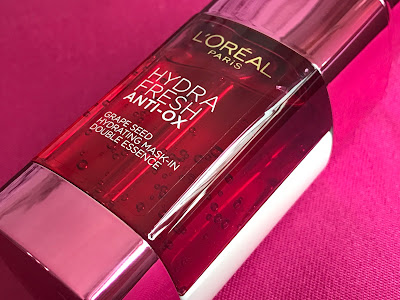 L'ORÉAL
PARIS
HYDRA
FRESH
ANTI-OX
GRAPE SEED
HYDRATING MASK-IN
DOUBLE ESSENCE